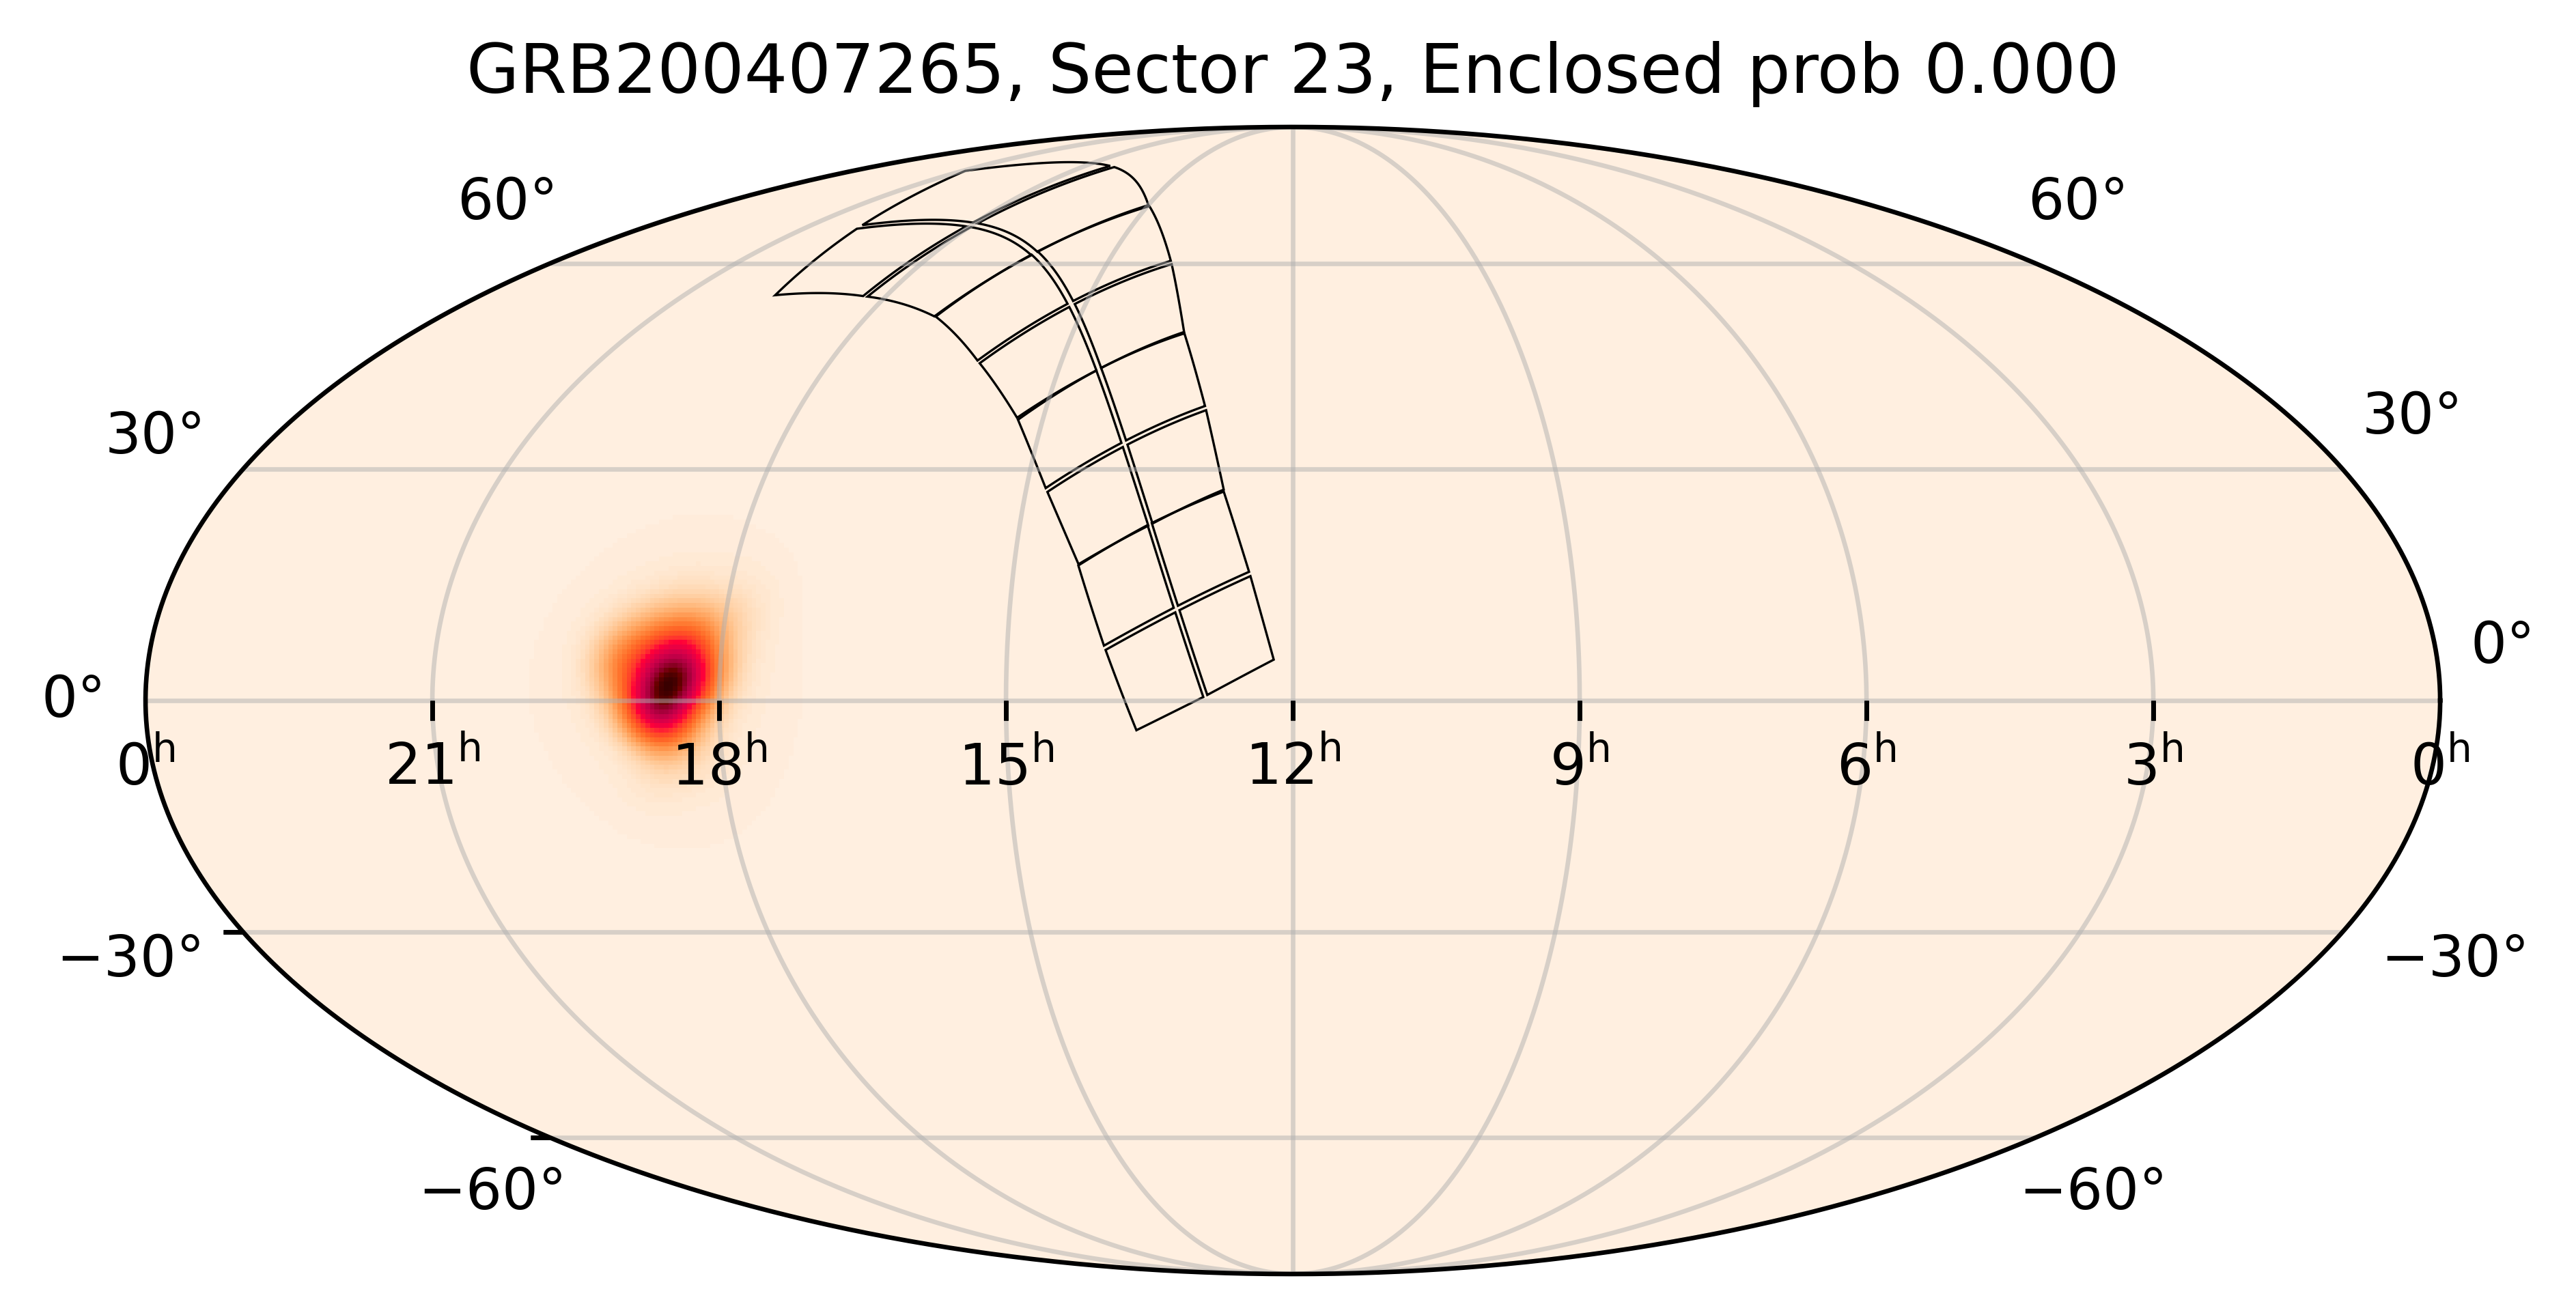 GRB200407265, Sector 23, Enclosed prob 0.000
60° 60°
30° 30°
0° 0°
0h 21h 18h 15h 12h 9h 6h 3h 0h
−30° −30°
−60° −60°